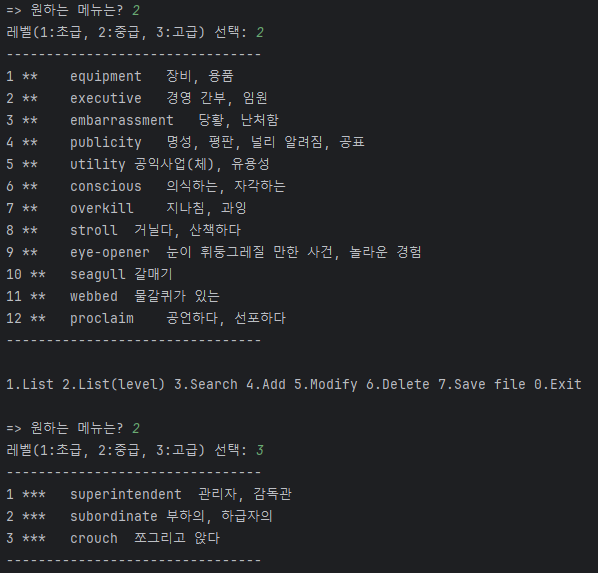 => 원하는 메뉴는? 2
레벨(1:초급, 2:중급, 3:고급) 선택: 2
--------------------------------
1 ** equipment 장비, 용품
2 ** executive 경영 간부, 임원
3 ** embarrassment 당황, 난처함
4 ** publicity 명성, 평판, 널리 알려짐, 공표
5 ** utility 공익사업(체), 유용성
6 ** conscious 의식하는, 자각하는
7 ** overkill 지나침, 과잉
8 ** stroll 거닐다, 산책하다
9 ** eye-opener 눈이 휘둥그레질 만한 사건, 놀라운 경험
10 ** seagull 갈매기
11 ** webbed 물갈퀴가 있는
12 ** proclaim 공언하다, 선포하다
--------------------------------
1.List 2.List(level) 3.Search 4.Add 5.Modify 6.Delete 7.Save file 0.Exit
=> 원하는 메뉴는? 2
레벨(1:초급, 2:중급, 3:고급) 선택: 3
--------------------------------
1 *** superintendent 관리자, 감독관
2 *** subordinate 부하의, 하급자의
3 *** crouch 쪼그리고 앉다
--------------------------------